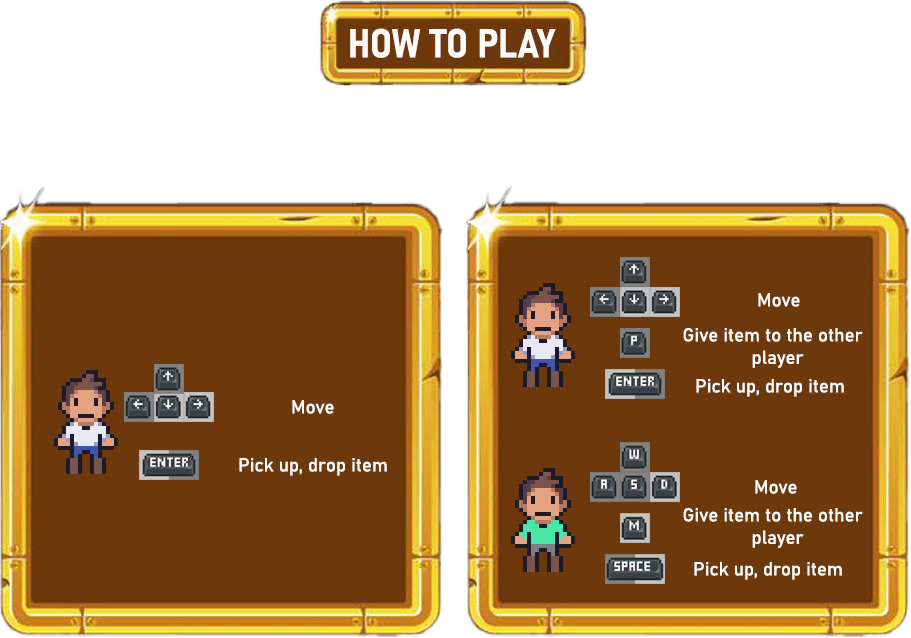 HOW TO PLAY
↑
← ↓ →
Move
ENTER
Pick up, drop item
↑
← ↓ →
Move
P
Give item to the other
player
ENTER
Pick up, drop item
W
A S D
Move
M
Give item to the other
player
SPACE
Pick up, drop item